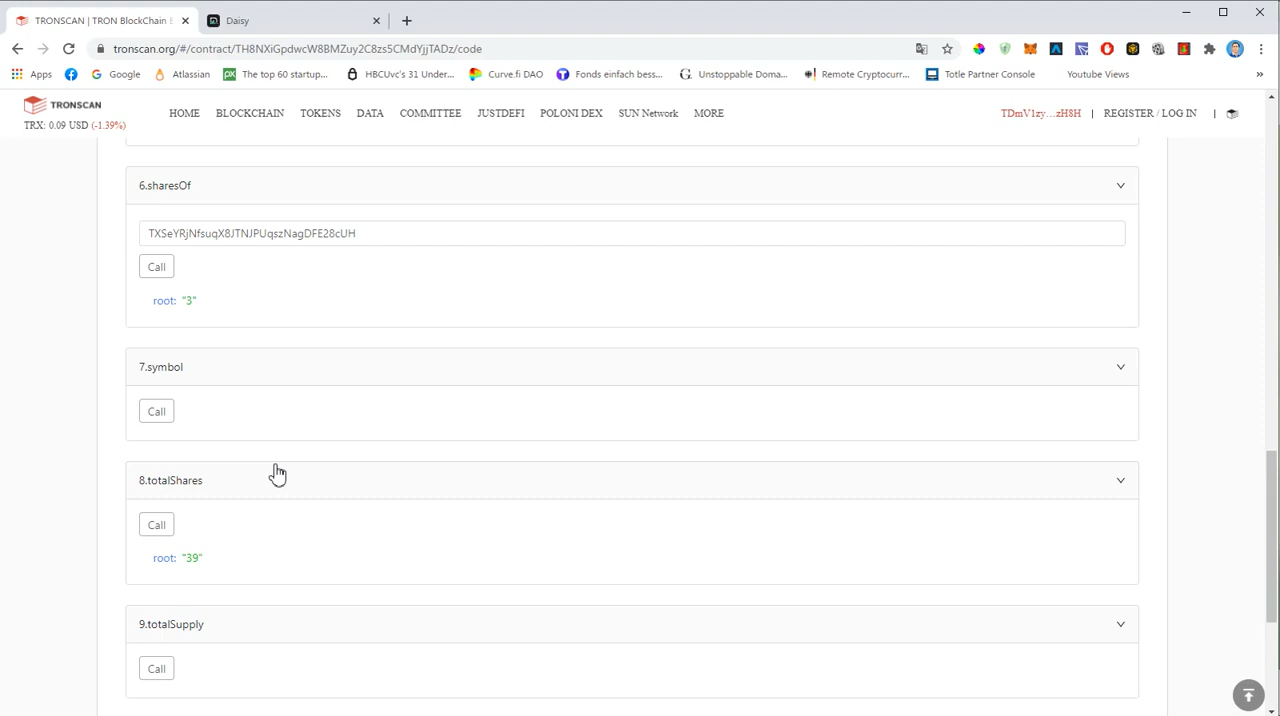 TRONSCAN | TRON BlockChain E
Daisy
tronscan.org/#/contract/TH8NXiGpdwcW8BMZuy2C8zs5CMdYjjTADz/code
Apps
Google
Atlassian
The top 60 startup...
HBCUvc's 31 Under...
Curve.fi DAO
Fonds einfach bess...
Unstoppable Doma...
Remote Cryptocurr...
Totle Partner Console
Youtube Views
»
TRONSCAN
TRX: 0.09 USD (-1.39%)
HOME
BLOCKCHAIN
TOKENS
DATA
COMMITTEE
JUSTDEFI
POLONI DEX
SUN Network
MORE
TDmV1zy...zH8H | REGISTER / LOG IN |
6.sharesOf
TXSeYRjNfsuqX8JTNJPUqszNagDFE28cUH
Call
root: "3"
7.symbol
Call
8.totalShares
Call
root: "39"
9.totalSupply
Call